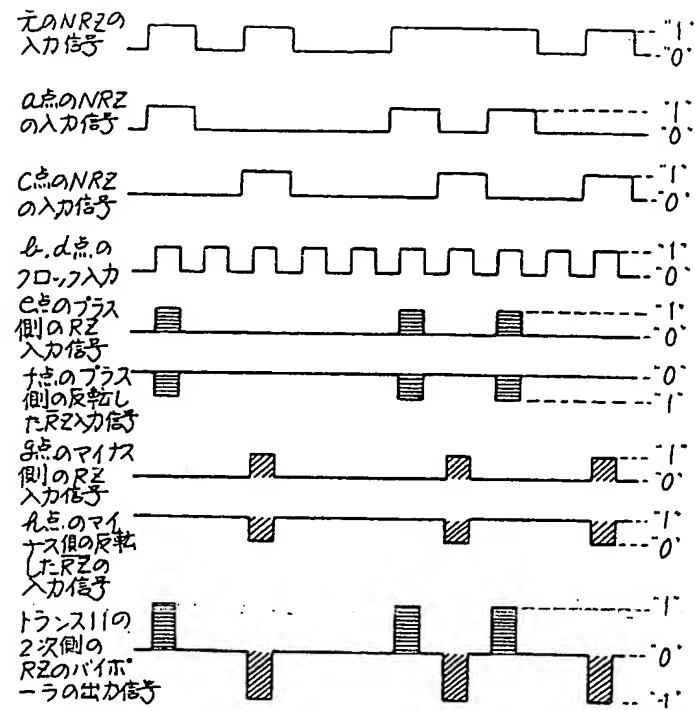 元のNRZの
入力信号
"1"
"0"
a点のNRZ
の入力信号
"1"
"0"
C点のNRZ
の入力信号
"1"
"0"
b.d点の
クロック入力
"1"
"0"
e点のプラス
側のRZ
入力信号
"1"
"0"
f点のプラス
側の反転し
たRZ入力信号
"0"
"1"
g点のマイナス
側のRZ
入力信号
"1"
"0"
h点のマイ
ナス側の反転
したRZの
入力信号
"1"
"0"
トランス11の
2次側の
RZのバイポ
ーラの出力信号
"1"
"0"
"-1"